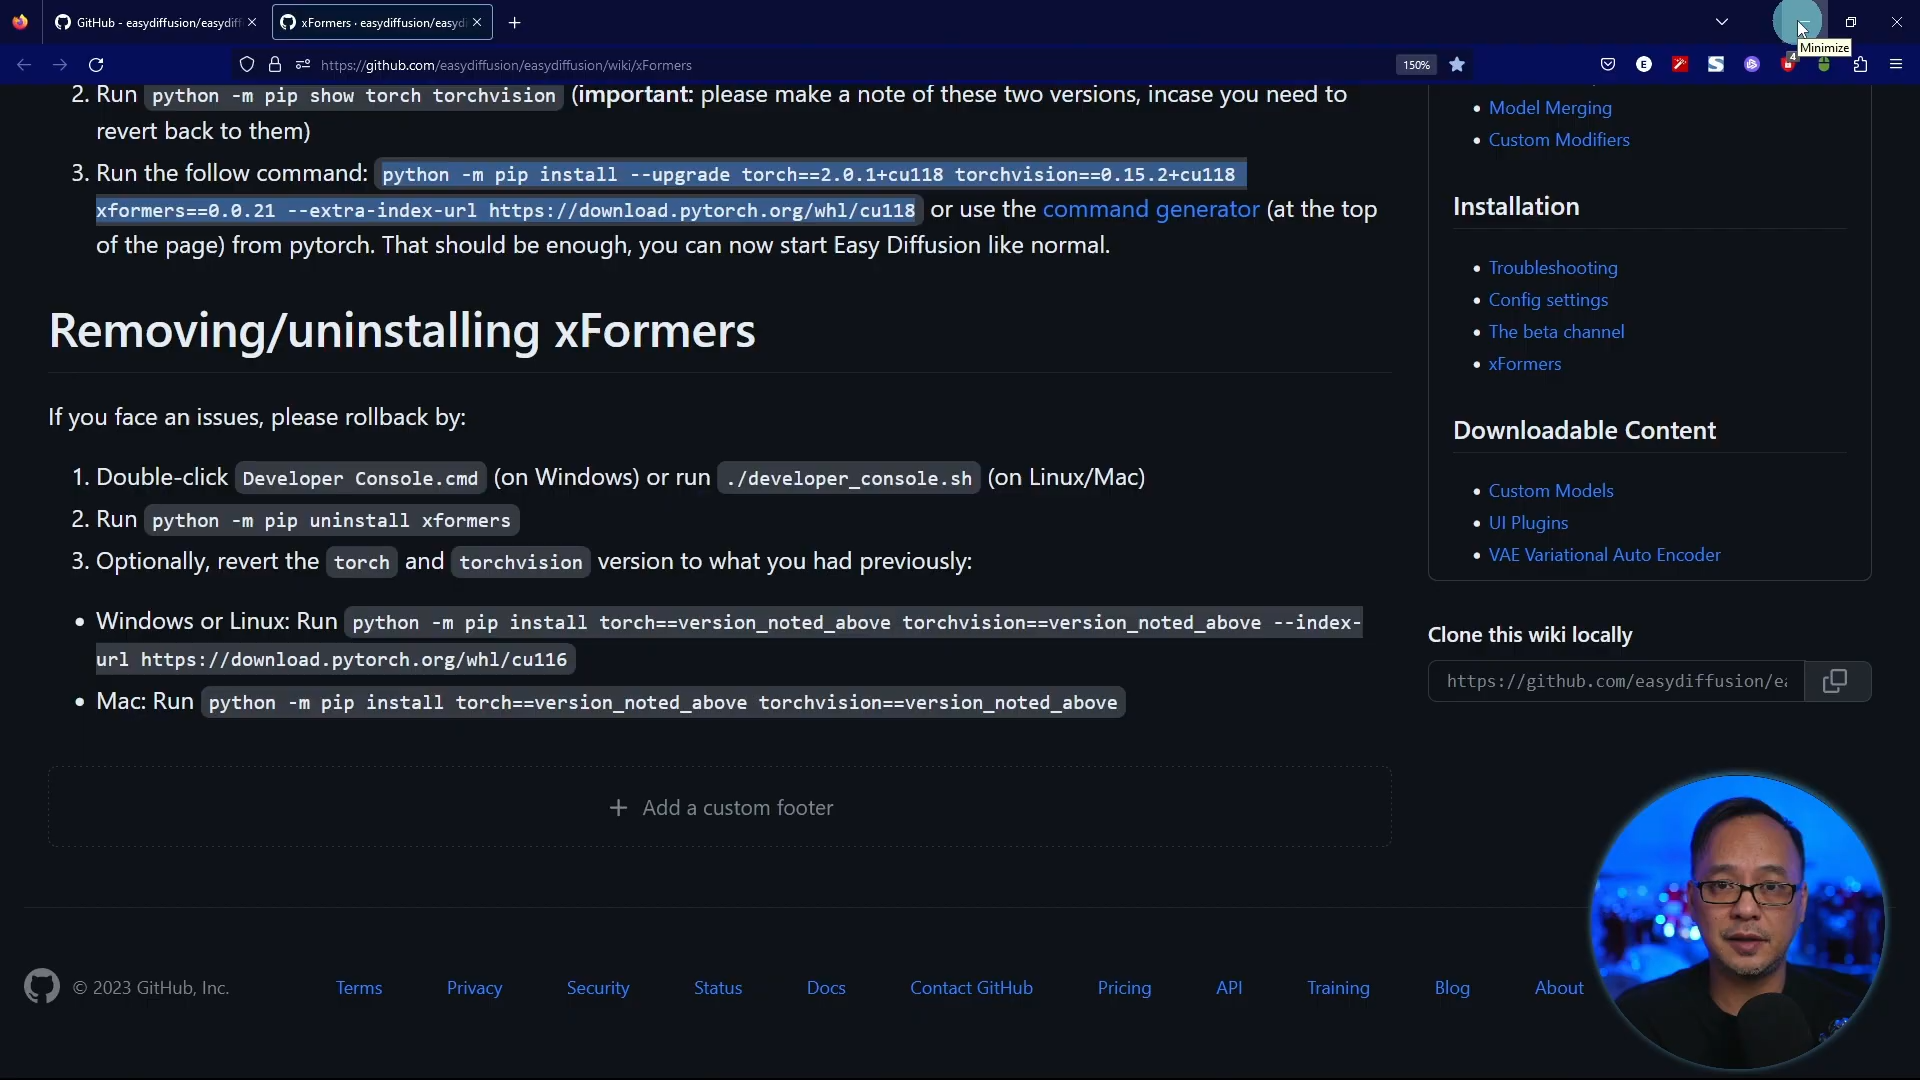 GitHub - easydiffusion/easydiff
xFormers · easydiffusion/easyd
Minimize
https://github.com/easydiffusion/easydiffusion/wiki/xFormers
150%
4
2. Run python -m pip show torch torchvision (important: please make a note of these two versions, incase you need to
revert back to them)
3. Run the follow command: python -m pip install --upgrade torch==2.0.1+cu118 torchvision==0.15.2+cu118
xformers==0.0.21 --extra-index-url https://download.pytorch.org/whl/cu118 or use the command generator (at the top
of the page) from pytorch. That should be enough, you can now start Easy Diffusion like normal.
Removing/uninstalling xFormers
If you face an issues, please rollback by:
1. Double-click Developer Console.cmd (on Windows) or run ./developer_console.sh (on Linux/Mac)
2. Run python -m pip uninstall xformers
3. Optionally, revert the torch and torchvision version to what you had previously:
• Windows or Linux: Run python -m pip install torch==version_noted_above torchvision==version_noted_above --index-
url https://download.pytorch.org/whl/cu116
• Mac: Run python -m pip install torch==version_noted_above torchvision==version_noted_above
+ Add a custom footer
• Model Merging
• Custom Modifiers
Installation
• Troubleshooting
• Config settings
• The beta channel
• xFormers
Downloadable Content
• Custom Models
• UI Plugins
• VAE Variational Auto Encoder
Clone this wiki locally
https://github.com/easydiffusion/ea
© 2023 GitHub, Inc.
Terms
Privacy
Security
Status
Docs
Contact GitHub
Pricing
API
Training
Blog
About